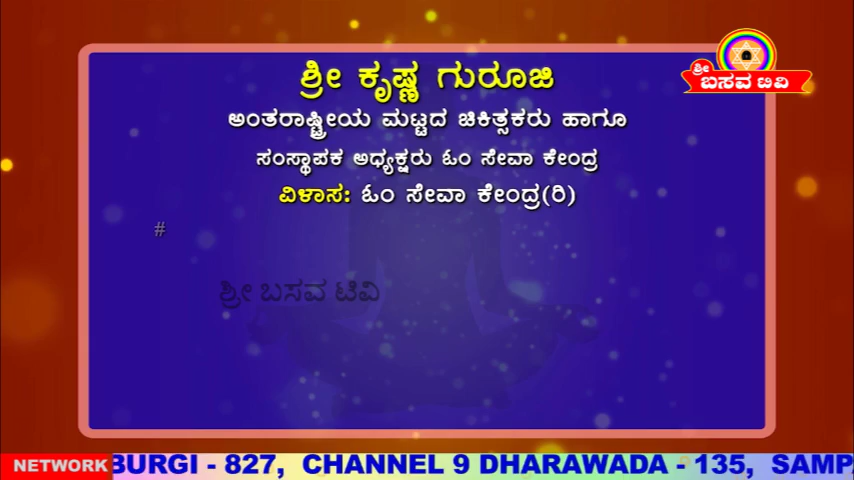 ಶ್ರೀ ಕೃಷ್ಣ ಗುರೂಜಿ
ಶ್ರೀ
ಬಸವ ಟಿವಿ
ಅಂತರಾಷ್ಟ್ರೀಯ ಮಟ್ಟದ ಚಿಕಿತ್ಸಕರು ಹಾಗೂ
ಸಂಸ್ಥಾಪಕ ಅಧ್ಯಕ್ಷರು ಓಂ ಸೇವಾ ಕೇಂದ್ರ
ವಿಳಾಸ: ಓಂ ಸೇವಾ ಕೇಂದ್ರ(ರಿ)
#
ಶ್ರೀ ಬಸವ ಟಿವಿ
NETWORK BURGI - 827, CHANNEL 9 DHARAWADA - 135, SAMP